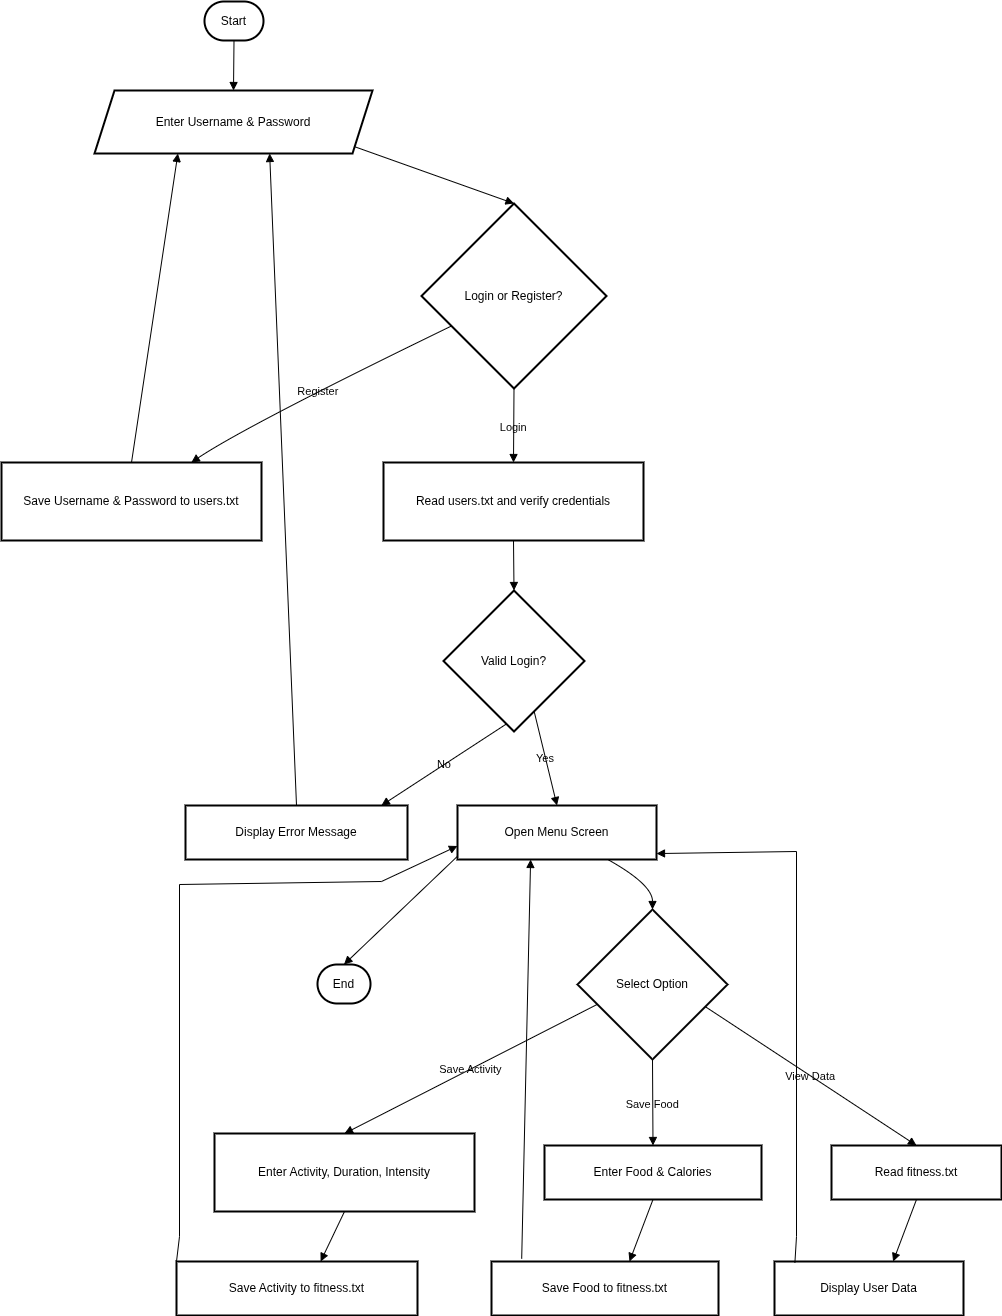 Start
Enter Username & Password
Login or Register?
Register
Login
Save Username & Password to users.txt
Read users.txt and verify credentials
Valid Login?
No
Yes
Display Error Message
Open Menu Screen
End
Select Option
Save Activity
Save Food
View Data
Enter Activity, Duration, Intensity
Enter Food & Calories
Read fitness.txt
Save Activity to fitness.txt
Save Food to fitness.txt
Display User Data